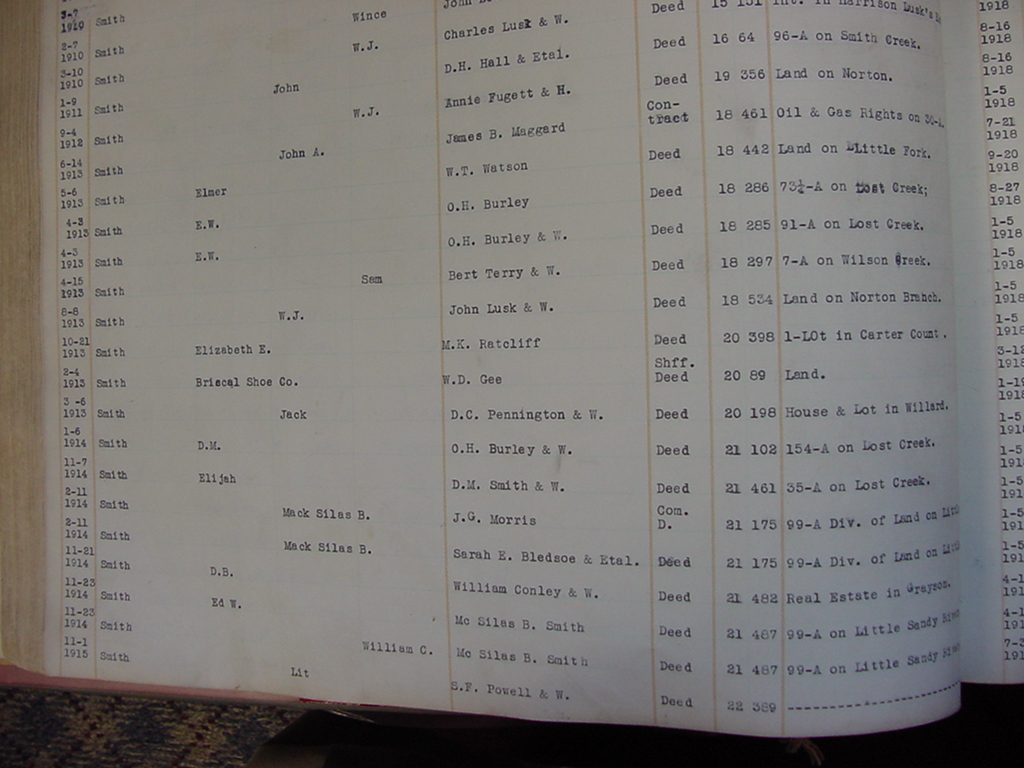 3-7
1910 Smith
2-7
1910 Smith Wince Deed 15 151 Int. in Harrison Lusk's
3-10
1910 Smith W.J. Charles Lusk & W. Deed 16 64 96-A on Smith Creek.
1-9
1911 Smith John D.H. Hall & Etal. Deed 19 356 Land on Norton.
9-4
1912 Smith W.J. Annie Fugett & H. Con-
tract 18 461 Oil & Gas Rights on
6-14
1913 Smith John A. James B. Maggard Deed 18 442 Land on Little Fork.
5-6
1913 Smith Elmer W.T. Watson Deed 18 286 73½-A on Lost Creek;
4-3
1913 Smith E.W. O.H. Burley Deed 18 285 91-A on Lost Creek.
4-3
1913 Smith E.W. O.H. Burley & W. Deed 18 297 7-A on Wilson Creek.
4-15
1913 Smith Sam Bert Terry & W. Deed 18 534 Land on Norton Branch.
8-8
1913 Smith W.J. John Lusk & W. Deed 20 398 1-LOt in Carter Count.
10-21
1913 Smith Elizabeth E. M.K. Ratcliff Shff.
Deed 20 89 Land.
2-4
1913 Smith Briscal Shoe Co. W.D. Gee
3-6
1913 Smith Jack D.C. Pennington & W. Deed 20 198 House & Lot in Willard.
1-6
1914 Smith D.M. O.H. Burley & W. Deed 21 102 154-A on Lost Creek.
11-7
1914 Smith Elijah D.M. Smith & W. Deed 21 461 35-A on Lost Creek.
2-11
1914 Smith Mack Silas B. J.G. Morris Com.
D. 21 175 99-A Div. of Land on
2-11
1914 Smith Mack Silas B. Sarah E. Bledsoe & Etal. Deed 21 175 99-A Div. of Land on
11-21
1914 Smith D.B. William Conley & W. Deed 21 482 Real Estate in Grayson.
11-23
1914 Smith Ed W. Mc Silas B. Smith Deed 21 487 99-A on Little Sandy River
11-23
1914 Smith William C. Mc Silas B. Smith Deed 21 487 99-A on Little Sandy River
11-1
1915 Smith Lit S.F. Powell & W. Deed 22 389 ------------------
1918
8-16
1918
8-16
1918
1-5
1918
7-21
1918
9-20
1918
8-27
1918
1-5
1918
1-5
1918
1-5
1918
1-5